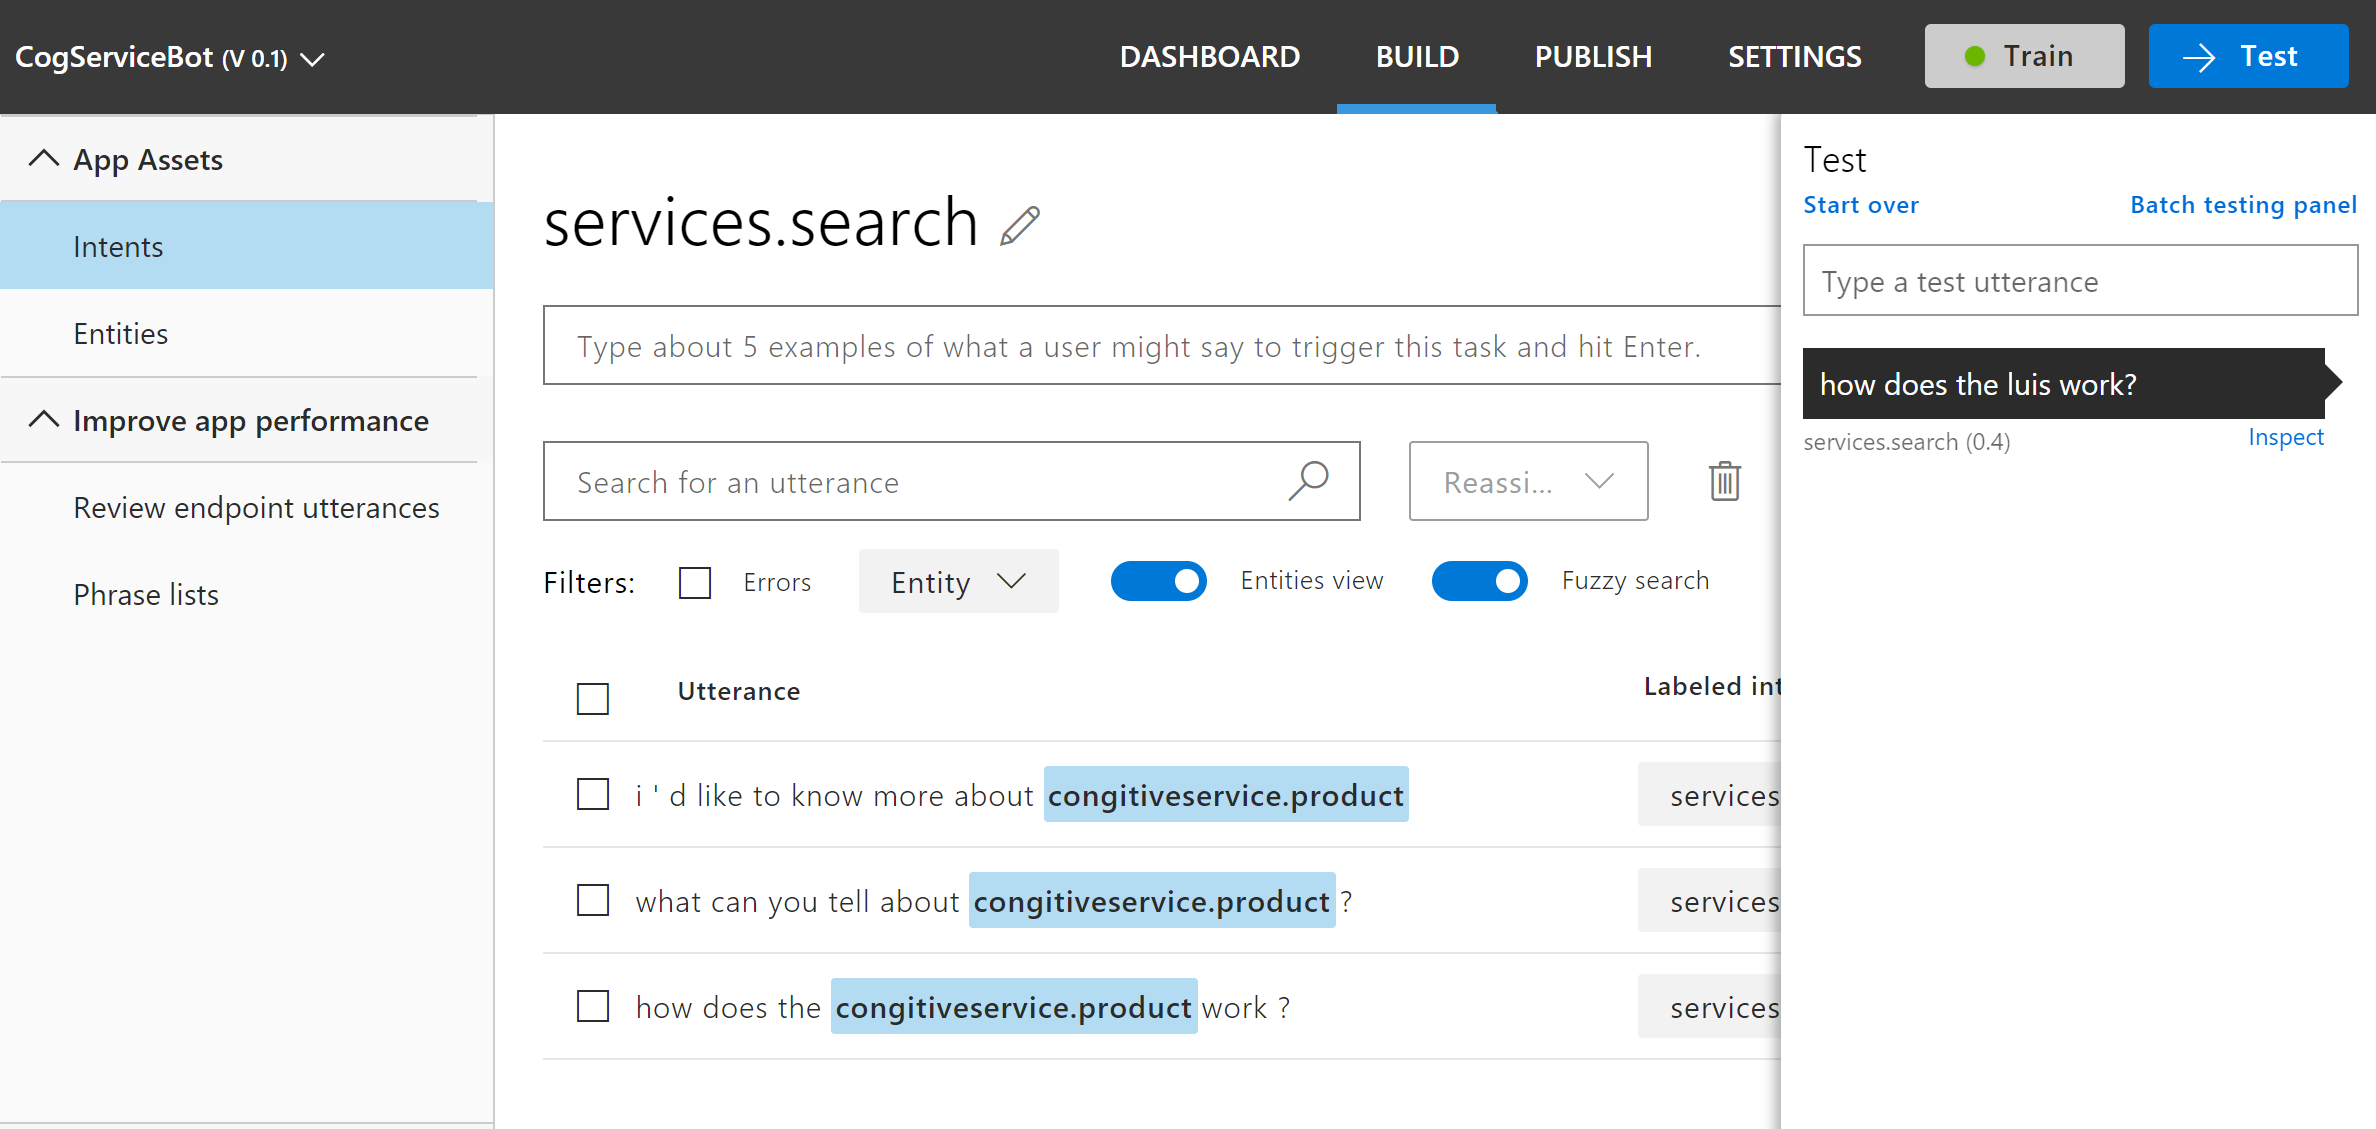 CogServiceBot (V 0.1)
DASHBOARD
BUILD
PUBLISH
SETTINGS
Train
Test
App Assets
Intents
Entities
Improve app performance
Review endpoint utterances
Phrase lists
services.search
Type about 5 examples of what a user might say to trigger this task and hit Enter.
Search for an utterance
Reassi...
Filters:
Errors
Entity
Entities view
Fuzzy search
Utterance
Labeled int
i ' d like to know more about congitiveservice.product
services
what can you tell about congitiveservice.product ?
services
how does the congitiveservice.product work ?
services
Test
Start over
Batch testing panel
Type a test utterance
how does the luis work?
services.search (0.4)
Inspect